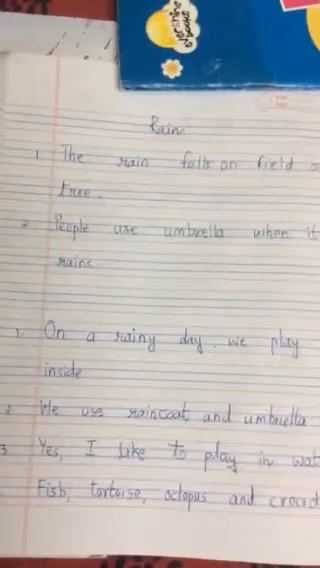 Sunshine
books
Rain
1. The rain falls on field
tree.
2. People use umbrella when it
rains.
1. On a rainy day, we play
inside
2. We use raincoat and umbrella
3 Yes, I like to play in
Fish, tortoise, octopus and